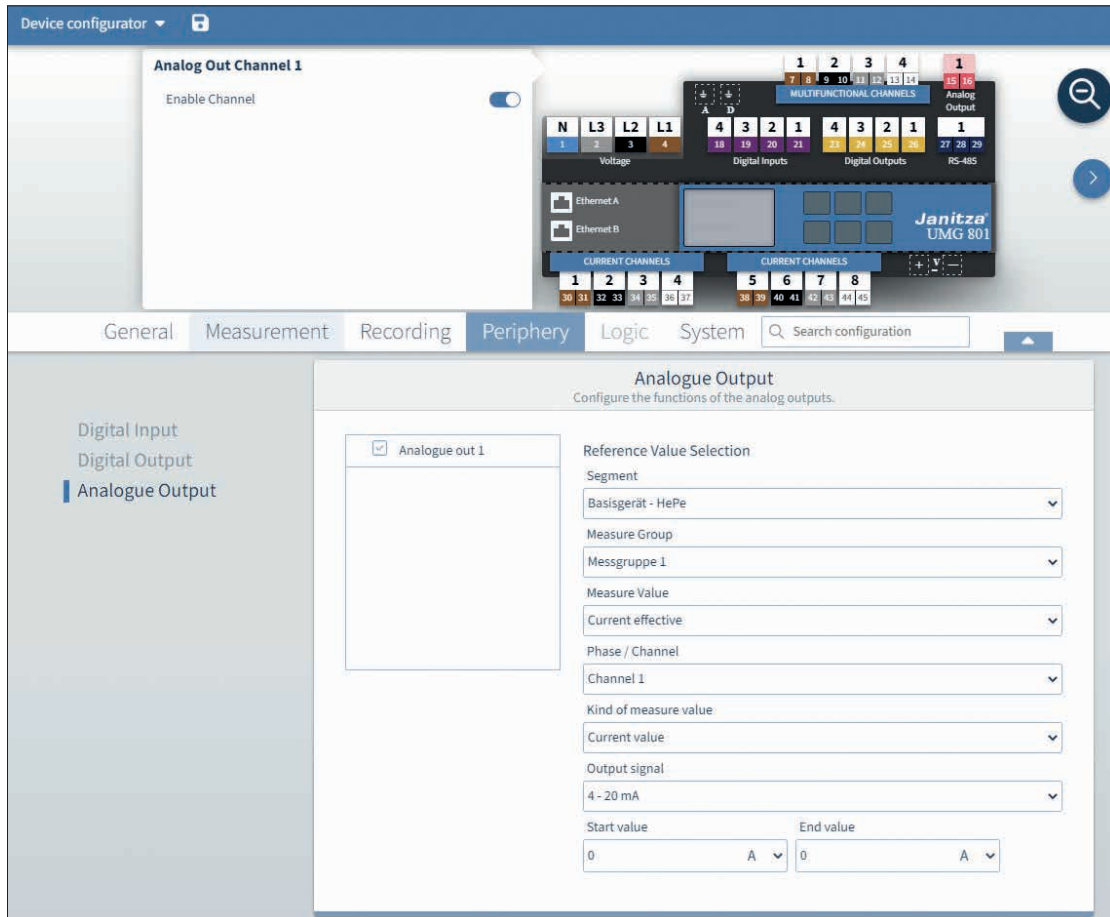 Device configurator
Analog Out Channel 1
Enable Channel
1 2 3 4 1
7 8 9 10 11 12 13 14 15 16
MULTIFUNCTIONAL CHANNELS
Analog
Output
A D
N L3 L2 L1 4 3 2 1 4 3 2 1 1
1 2 3 4 18 19 20 21 23 24 25 26 27 28 29
Voltage Digital Inputs Digital Outputs RS-485
Ethernet A
Ethernet B
Janitza®
UMG 801
CURRENT CHANNELS CURRENT CHANNELS
+ V −
1 2 3 4 5 6 7 8
30 31 32 33 34 35 36 37 38 39 40 41 42 43 44 45
General Measurement Recording Periphery Logic System Search configuration
Analogue Output
Configure the functions of the analog outputs.
Digital Input
Digital Output
Analogue Output
Analogue out 1
Reference Value Selection
Segment
Basisgerät - HePe
Measure Group
Messgruppe 1
Measure Value
Current effective
Phase / Channel
Channel 1
Kind of measure value
Current value
Output signal
4 - 20 mA
Start value End value
0 A 0 A